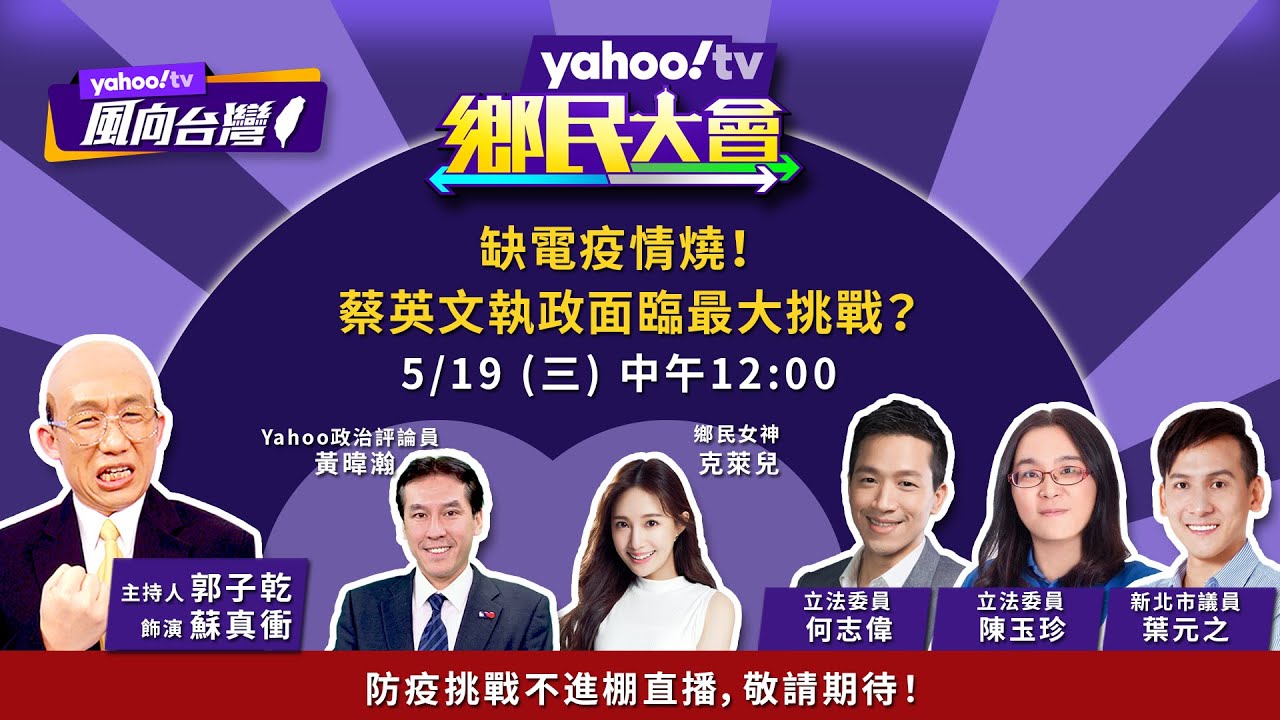 yahoo!tv
風向台灣
yahoo!tv
鄉民大會
缺電疫情燒!
蔡英文執政面臨最大挑戰?
5/19 (三) 中午12:00
Yahoo政治評論員
黃暐瀚
鄉民女神
克萊兒
主持人 郭子乾
飾演 蘇真衝
立法委員
何志偉
立法委員
陳玉珍
新北市議員
葉元之
防疫挑戰不進棚直播, 敬請期待!